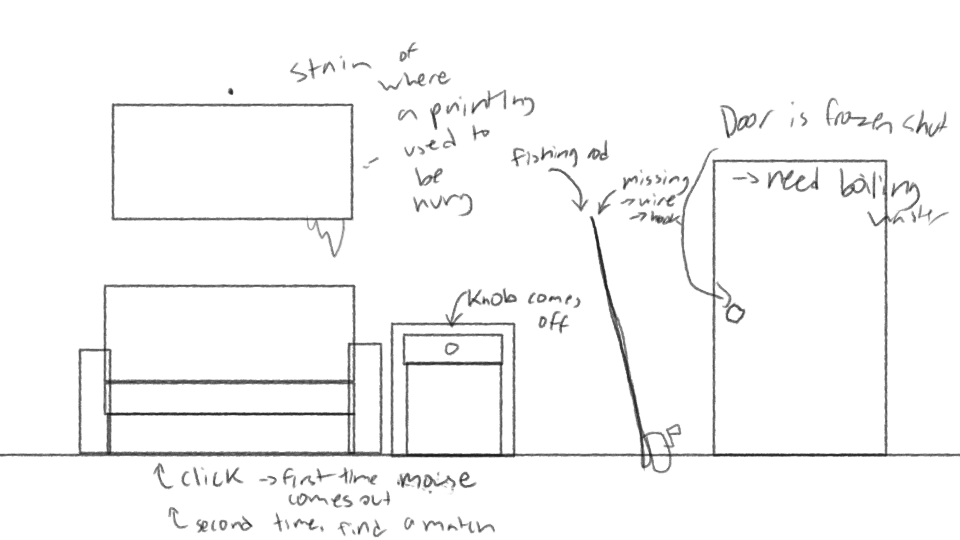 stain of
where
a painting
used to
be
hung
fishing rod
missing
→ wire
→ hook
Door is frozen shut
→ need boiling
water
Knob comes
off
click → first time mouse
comes out
second time, find a match